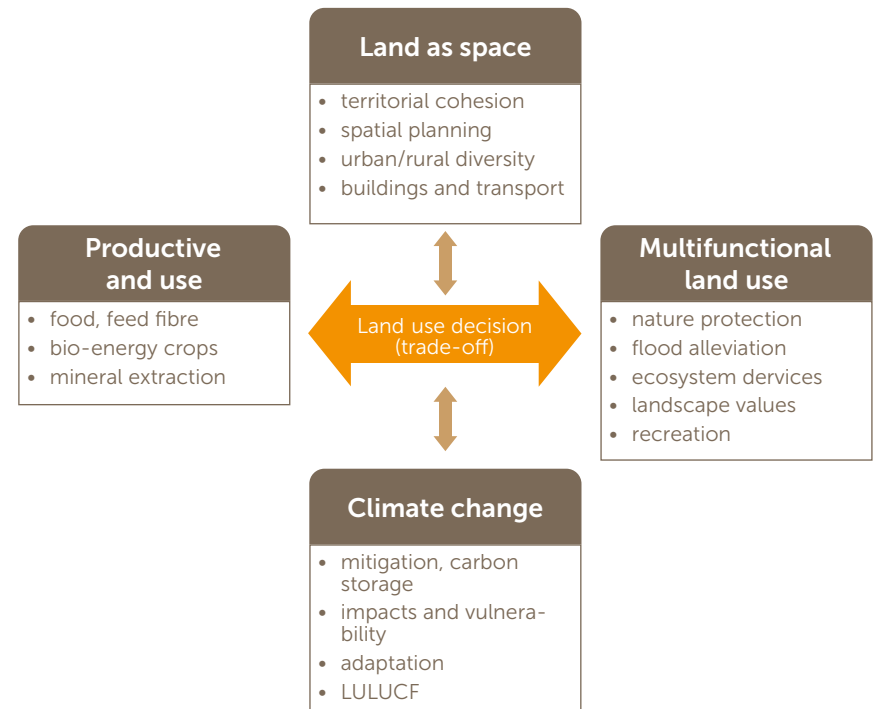 Land as space
• territorial cohesion
• spatial planning
• urban/rural diversity
• buildings and transport
Productive
and use
• food, feed fibre
• bio-energy crops
• mineral extraction
Land use decision
(trade-off)
Multifunctional
land use
• nature protection
• flood alleviation
• ecosystem dervices
• landscape values
• recreation
Climate change
• mitigation, carbon
storage
• impacts and vulnera-
bility
• adaptation
• LULUCF